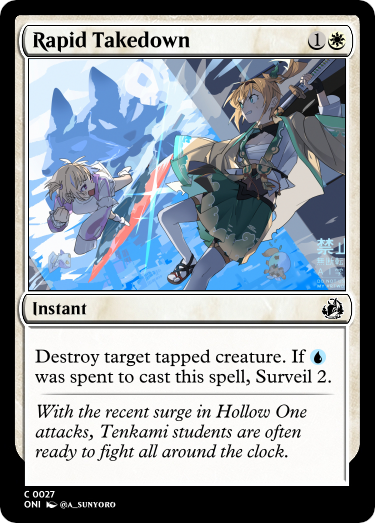 Rapid Takedown
1
Instant
Destroy target tapped creature. If
was spent to cast this spell, Surveil 2.
With the recent surge in Hollow One
attacks, Tenkami students are often
ready to fight all around the clock.
C 0027
ONI @A_SUNYORO